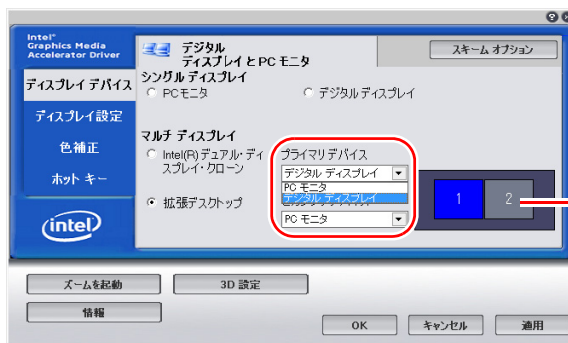 Intel®
Graphics Media
Accelerator Driver
デジタル
ディスプレイ と PC モニタ
スキーム オプション
ディスプレイ デバイス
ディスプレイ設定
色補正
ホット キー
intel
シングル ディスプレイ
PC モニタ
デジタル ディスプレイ
マルチ ディスプレイ
Intel(R) デュアル・ディ
スプレイ・クローン
拡張デスクトップ
プライマリ デバイス
デジタル ディスプレイ
PC モニタ
デジタル ディスプレイ
PC モニタ
1
2
ズームを起動
3D 設定
情報
OK
キャンセル
適用